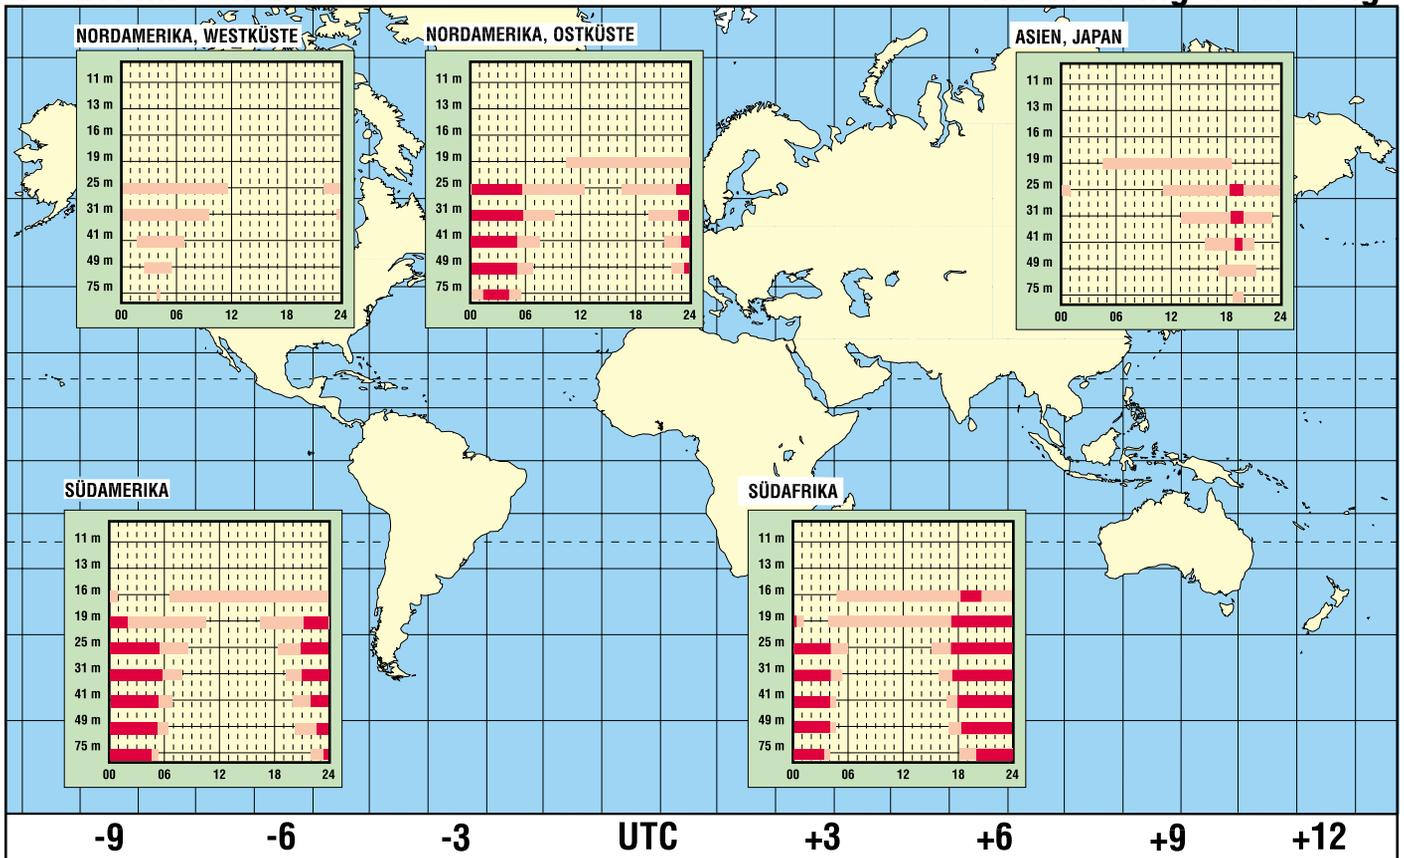 NORDAMERIKA, WESTKÜSTE
11 m
13 m
16 m
19 m
25 m
31 m
41 m
49 m
75 m
00 06 12 18 24
NORDAMERIKA, OSTKÜSTE
11 m
13 m
16 m
19 m
25 m
31 m
41 m
49 m
75 m
00 06 12 18 24
ASIEN, JAPAN
11 m
13 m
16 m
19 m
25 m
31 m
41 m
49 m
75 m
00 06 12 18 24
SÜDAMERIKA
11 m
13 m
16 m
19 m
25 m
31 m
41 m
49 m
75 m
00 06 12 18 24
SÜDAFRIKA
11 m
13 m
16 m
19 m
25 m
31 m
41 m
49 m
75 m
00 06 12 18 24
-9 -6 -3 UTC +3 +6 +9 +12